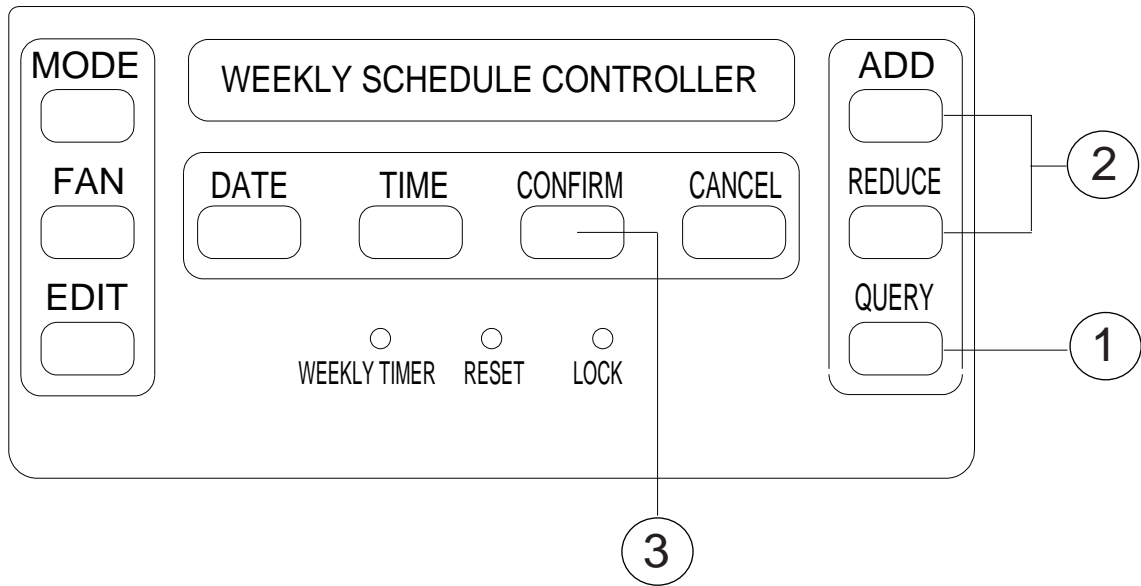 MODE
WEEKLY SCHEDULE CONTROLLER
ADD
FAN
DATE
TIME
CONFIRM
CANCEL
REDUCE
2
EDIT
QUERY
1
WEEKLY TIMER
RESET
LOCK
3